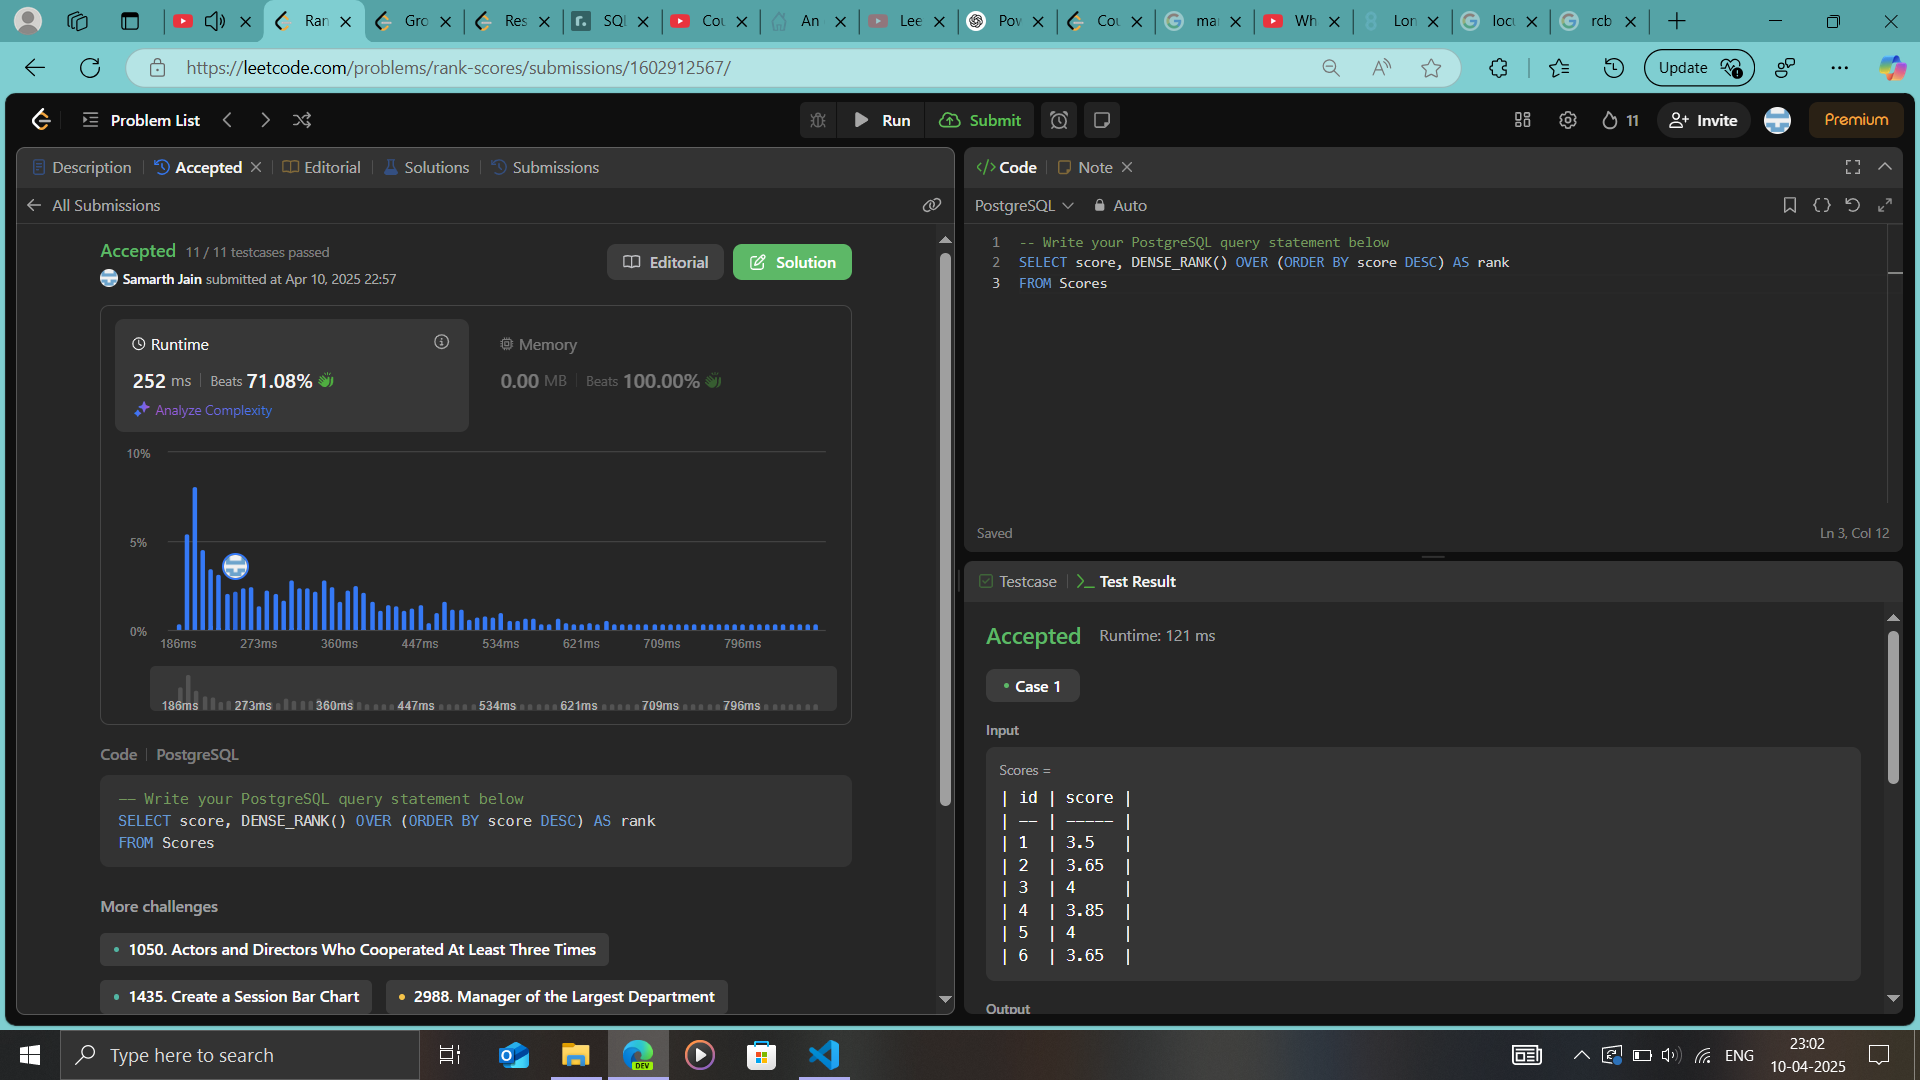 Ran
Gro
Res
SQL
Cou
An
Lee
Pow
Cou
ma
Wh
Lon
locu
rcb
https://leetcode.com/problems/rank-scores/submissions/1602912567/
Update
Problem List
Run
Submit
11
Invite
Premium
Description
Accepted
Editorial
Solutions
Submissions
All Submissions
Accepted 11 / 11 testcases passed
Samarth Jain submitted at Apr 10, 2025 22:57
Editorial
Solution
Runtime
252 ms Beats 71.08%
Analyze Complexity
Memory
0.00 MB Beats 100.00%
10%
5%
0%
186ms 273ms 360ms 447ms 534ms 621ms 709ms 796ms
186ms 273ms 360ms 447ms 534ms 621ms 709ms 796ms
Code PostgreSQL
-- Write your PostgreSQL query statement below
SELECT score, DENSE_RANK() OVER (ORDER BY score DESC) AS rank
FROM Scores
More challenges
1050. Actors and Directors Who Cooperated At Least Three Times
1435. Create a Session Bar Chart
2988. Manager of the Largest Department
</> Code
Note
PostgreSQL
Auto
1 -- Write your PostgreSQL query statement below
2 SELECT score, DENSE_RANK() OVER (ORDER BY score DESC) AS rank
3 FROM Scores
Saved
Ln 3, Col 12
Testcase
Test Result
Accepted Runtime: 121 ms
Case 1
Input
Scores =
| id | score |
| -- | ----- |
| 1 | 3.5 |
| 2 | 3.65 |
| 3 | 4 |
| 4 | 3.85 |
| 5 | 4 |
| 6 | 3.65 |
Output
Type here to search
DEV
ENG
23:02
10-04-2025